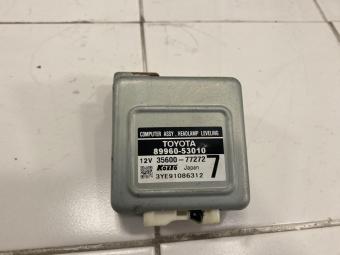 COMPUTER ASSY., HEADLAMP LEVELING
TOYOTA
89960-53010
12V 35600-77272
Koito Japan 7
3YE91086312